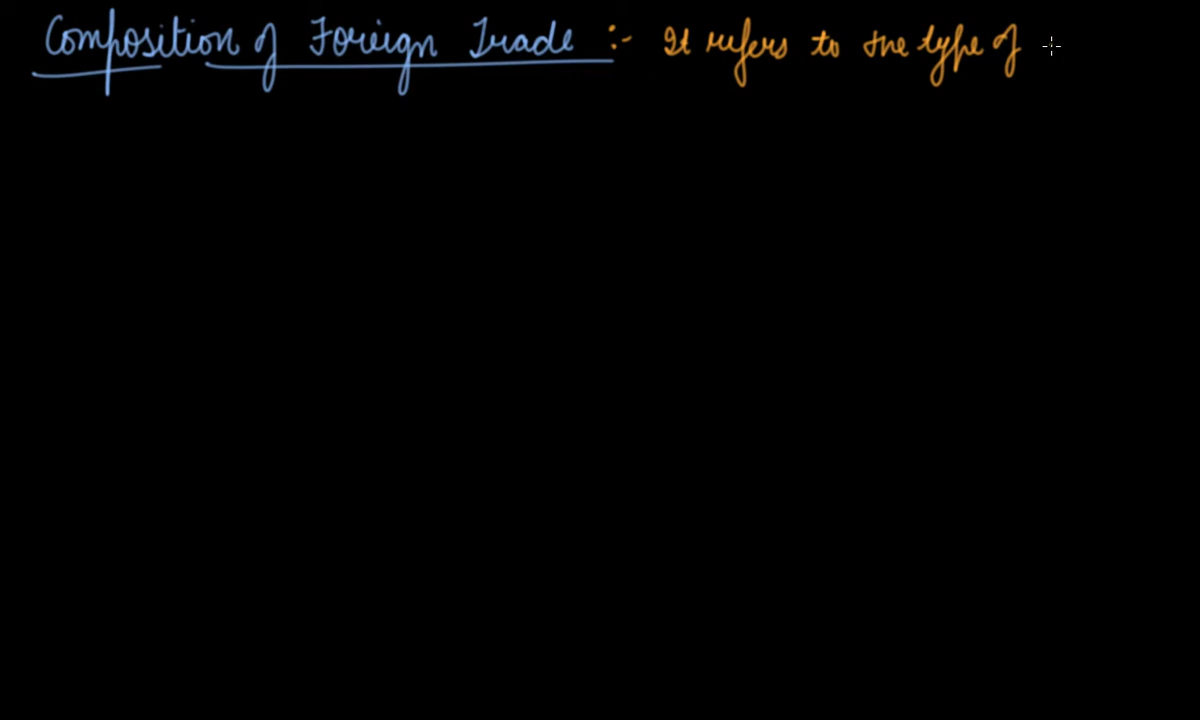 Composition of Foreign Trade :- It refers to the type of